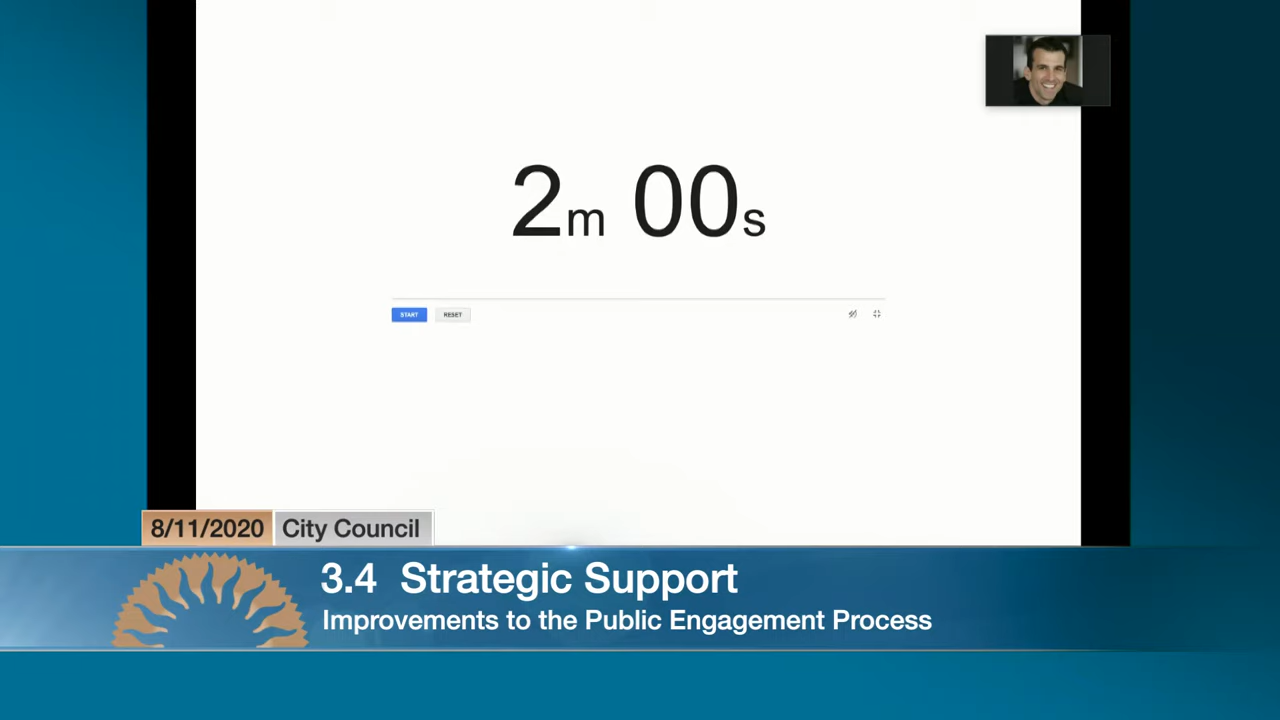 2m 00s
START RESET
8/11/2020 City Council
3.4 Strategic Support
Improvements to the Public Engagement Process